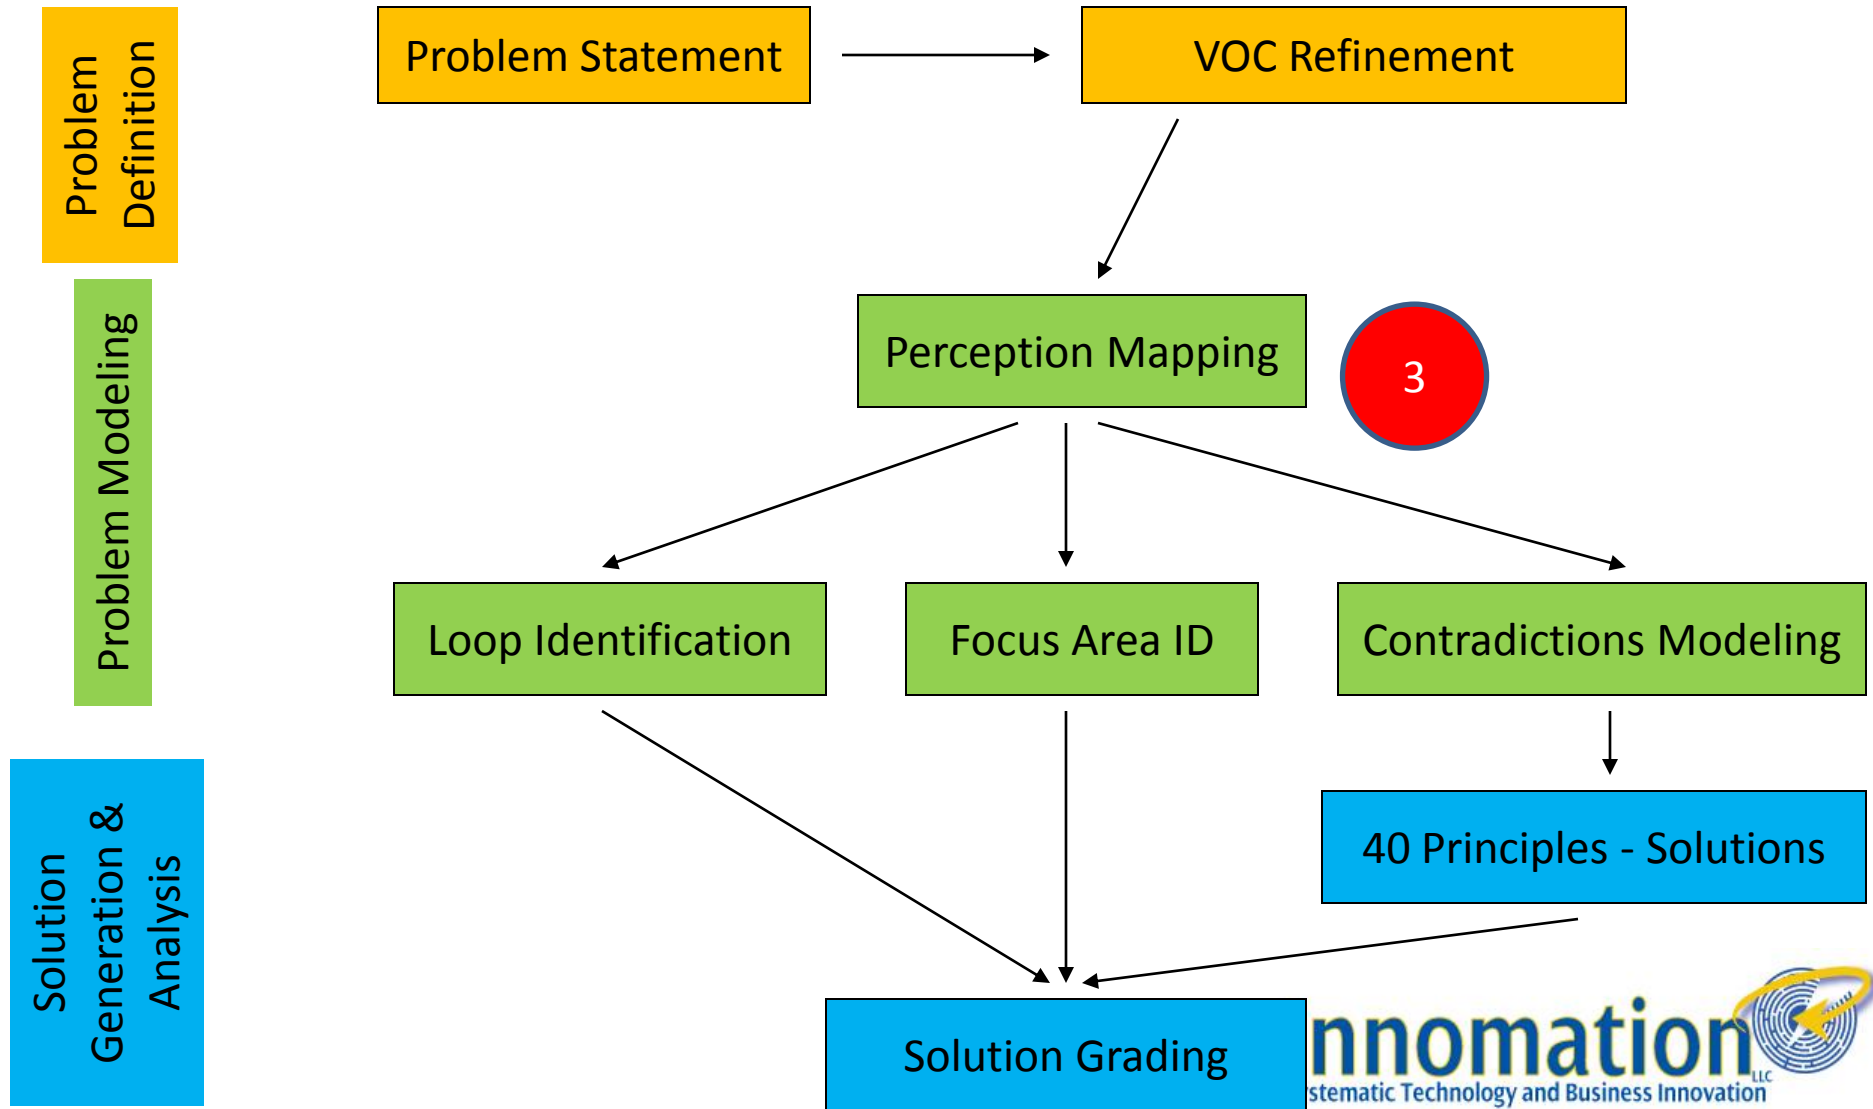 Problem
Definition
Problem Statement
VOC Refinement
Problem Modeling
Perception Mapping
3
Loop Identification
Focus Area ID
Contradictions Modeling
Solution
Generation &
Analysis
40 Principles - Solutions
Solution Grading
nnomation
LLC
stematic Technology and Business Innovation